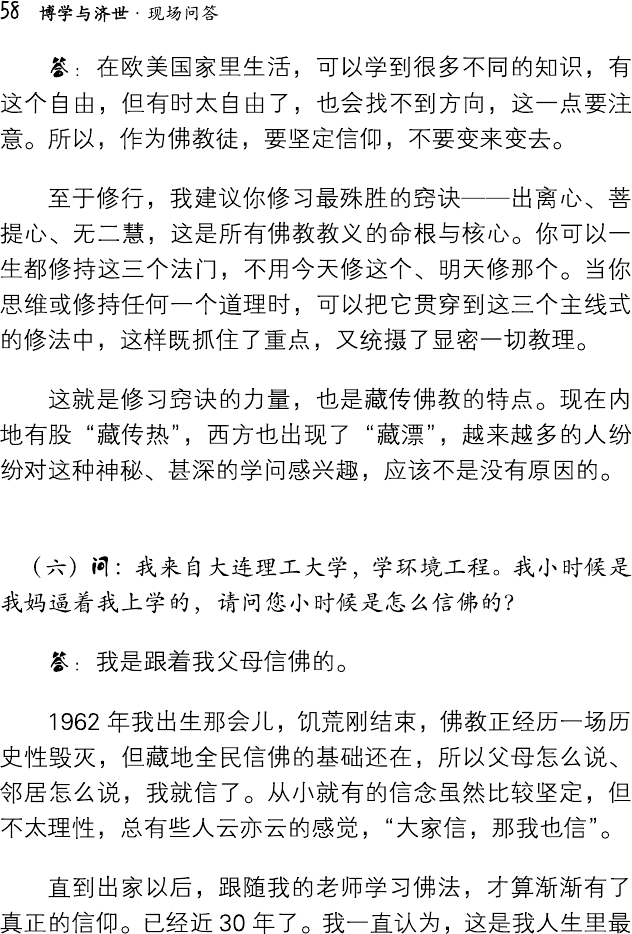 58 博学与济世·现场问答
答：在欧美国家里生活，可以学到很多不同的知识，有
这个自由，但有时太自由了，也会找不到方向，这一点要注
意。所以，作为佛教徒，要坚定信仰，不要变来变去。
至于修行，我建议你修习最殊胜的窍诀——出离心、菩
提心、无二慧，这是所有佛教教义的命根与核心。你可以一
生都修持这三个法门，不用今天修这个、明天修那个。当你
思维或修持任何一个道理时，可以把它贯穿到这三个主线式
的修法中，这样既抓住了重点，又统摄了显密一切教理。
这就是修习窍诀的力量，也是藏传佛教的特点。现在内
地有股“藏传热”，西方也出现了“藏漂”，越来越多的人纷
纷对这种神秘、甚深的学问感兴趣，应该不是没有原因的。
（六）问：我来自大连理工大学，学环境工程。我小时候是
我妈逼着我上学的，请问您小时候是怎么信佛的？
答：我是跟着我父母信佛的。
1962 年我出生那会儿，饥荒刚结束，佛教正经历一场历
史性毁灭，但藏地全民信佛的基础还在，所以父母怎么说、
邻居怎么说，我就信了。从小就有的信念虽然比较坚定，但
不太理性，总有些人云亦云的感觉，“大家信，那我也信”。
直到出家以后，跟随我的老师学习佛法，才算渐渐有了
真正的信仰。已经近 30 年了。我一直认为，这是我人生里最